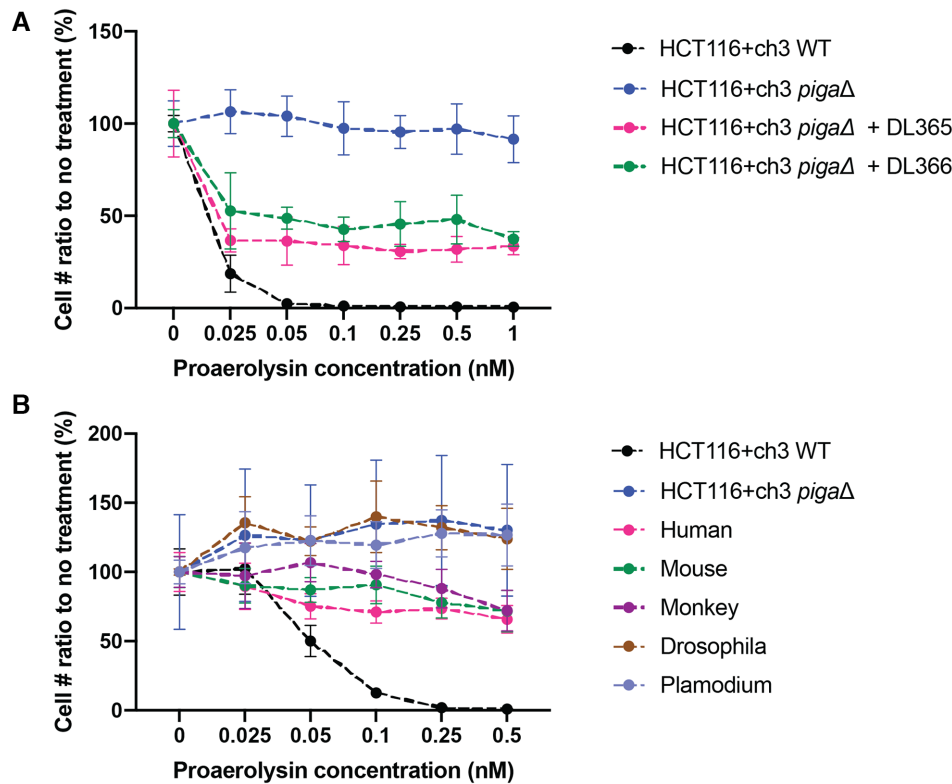 A
Cell # ratio to no treatment (%)
150
100
50
0
0 0.025 0.05 0.1 0.25 0.5 1
Proaerolysin concentration (nM)
HCT116+ch3 WT
HCT116+ch3 pigaΔ
HCT116+ch3 pigaΔ + DL365
HCT116+ch3 pigaΔ + DL366
B
Cell # ratio to no treatment (%)
200
150
100
50
0
0 0.025 0.05 0.1 0.25 0.5
Proaerolysin concentration (nM)
HCT116+ch3 WT
HCT116+ch3 pigaΔ
Human
Mouse
Monkey
Drosophila
Plamodium